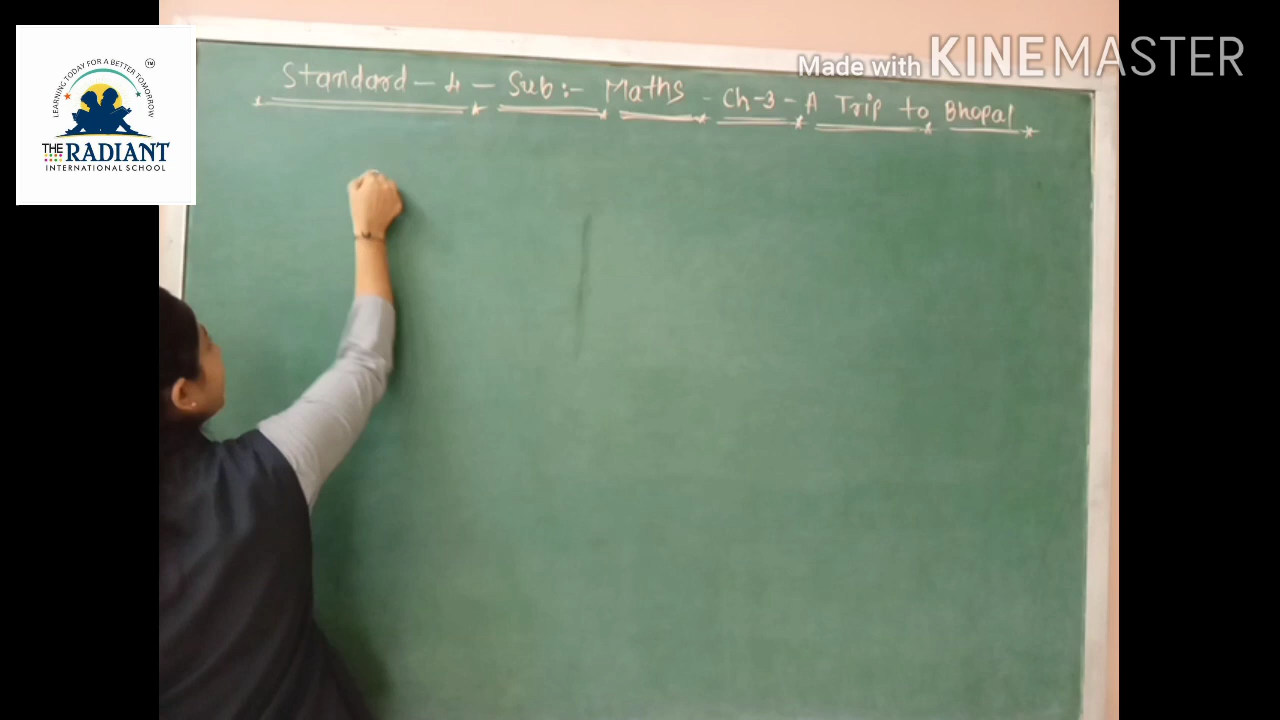 LEARNING TODAY FOR A BETTER TOMORROW
TM
THE RADIANT
INTERNATIONAL SCHOOL
Made with KINEMASTER
Standard - 4 - Sub:- Maths - Ch-3 - A Trip to Bhopal